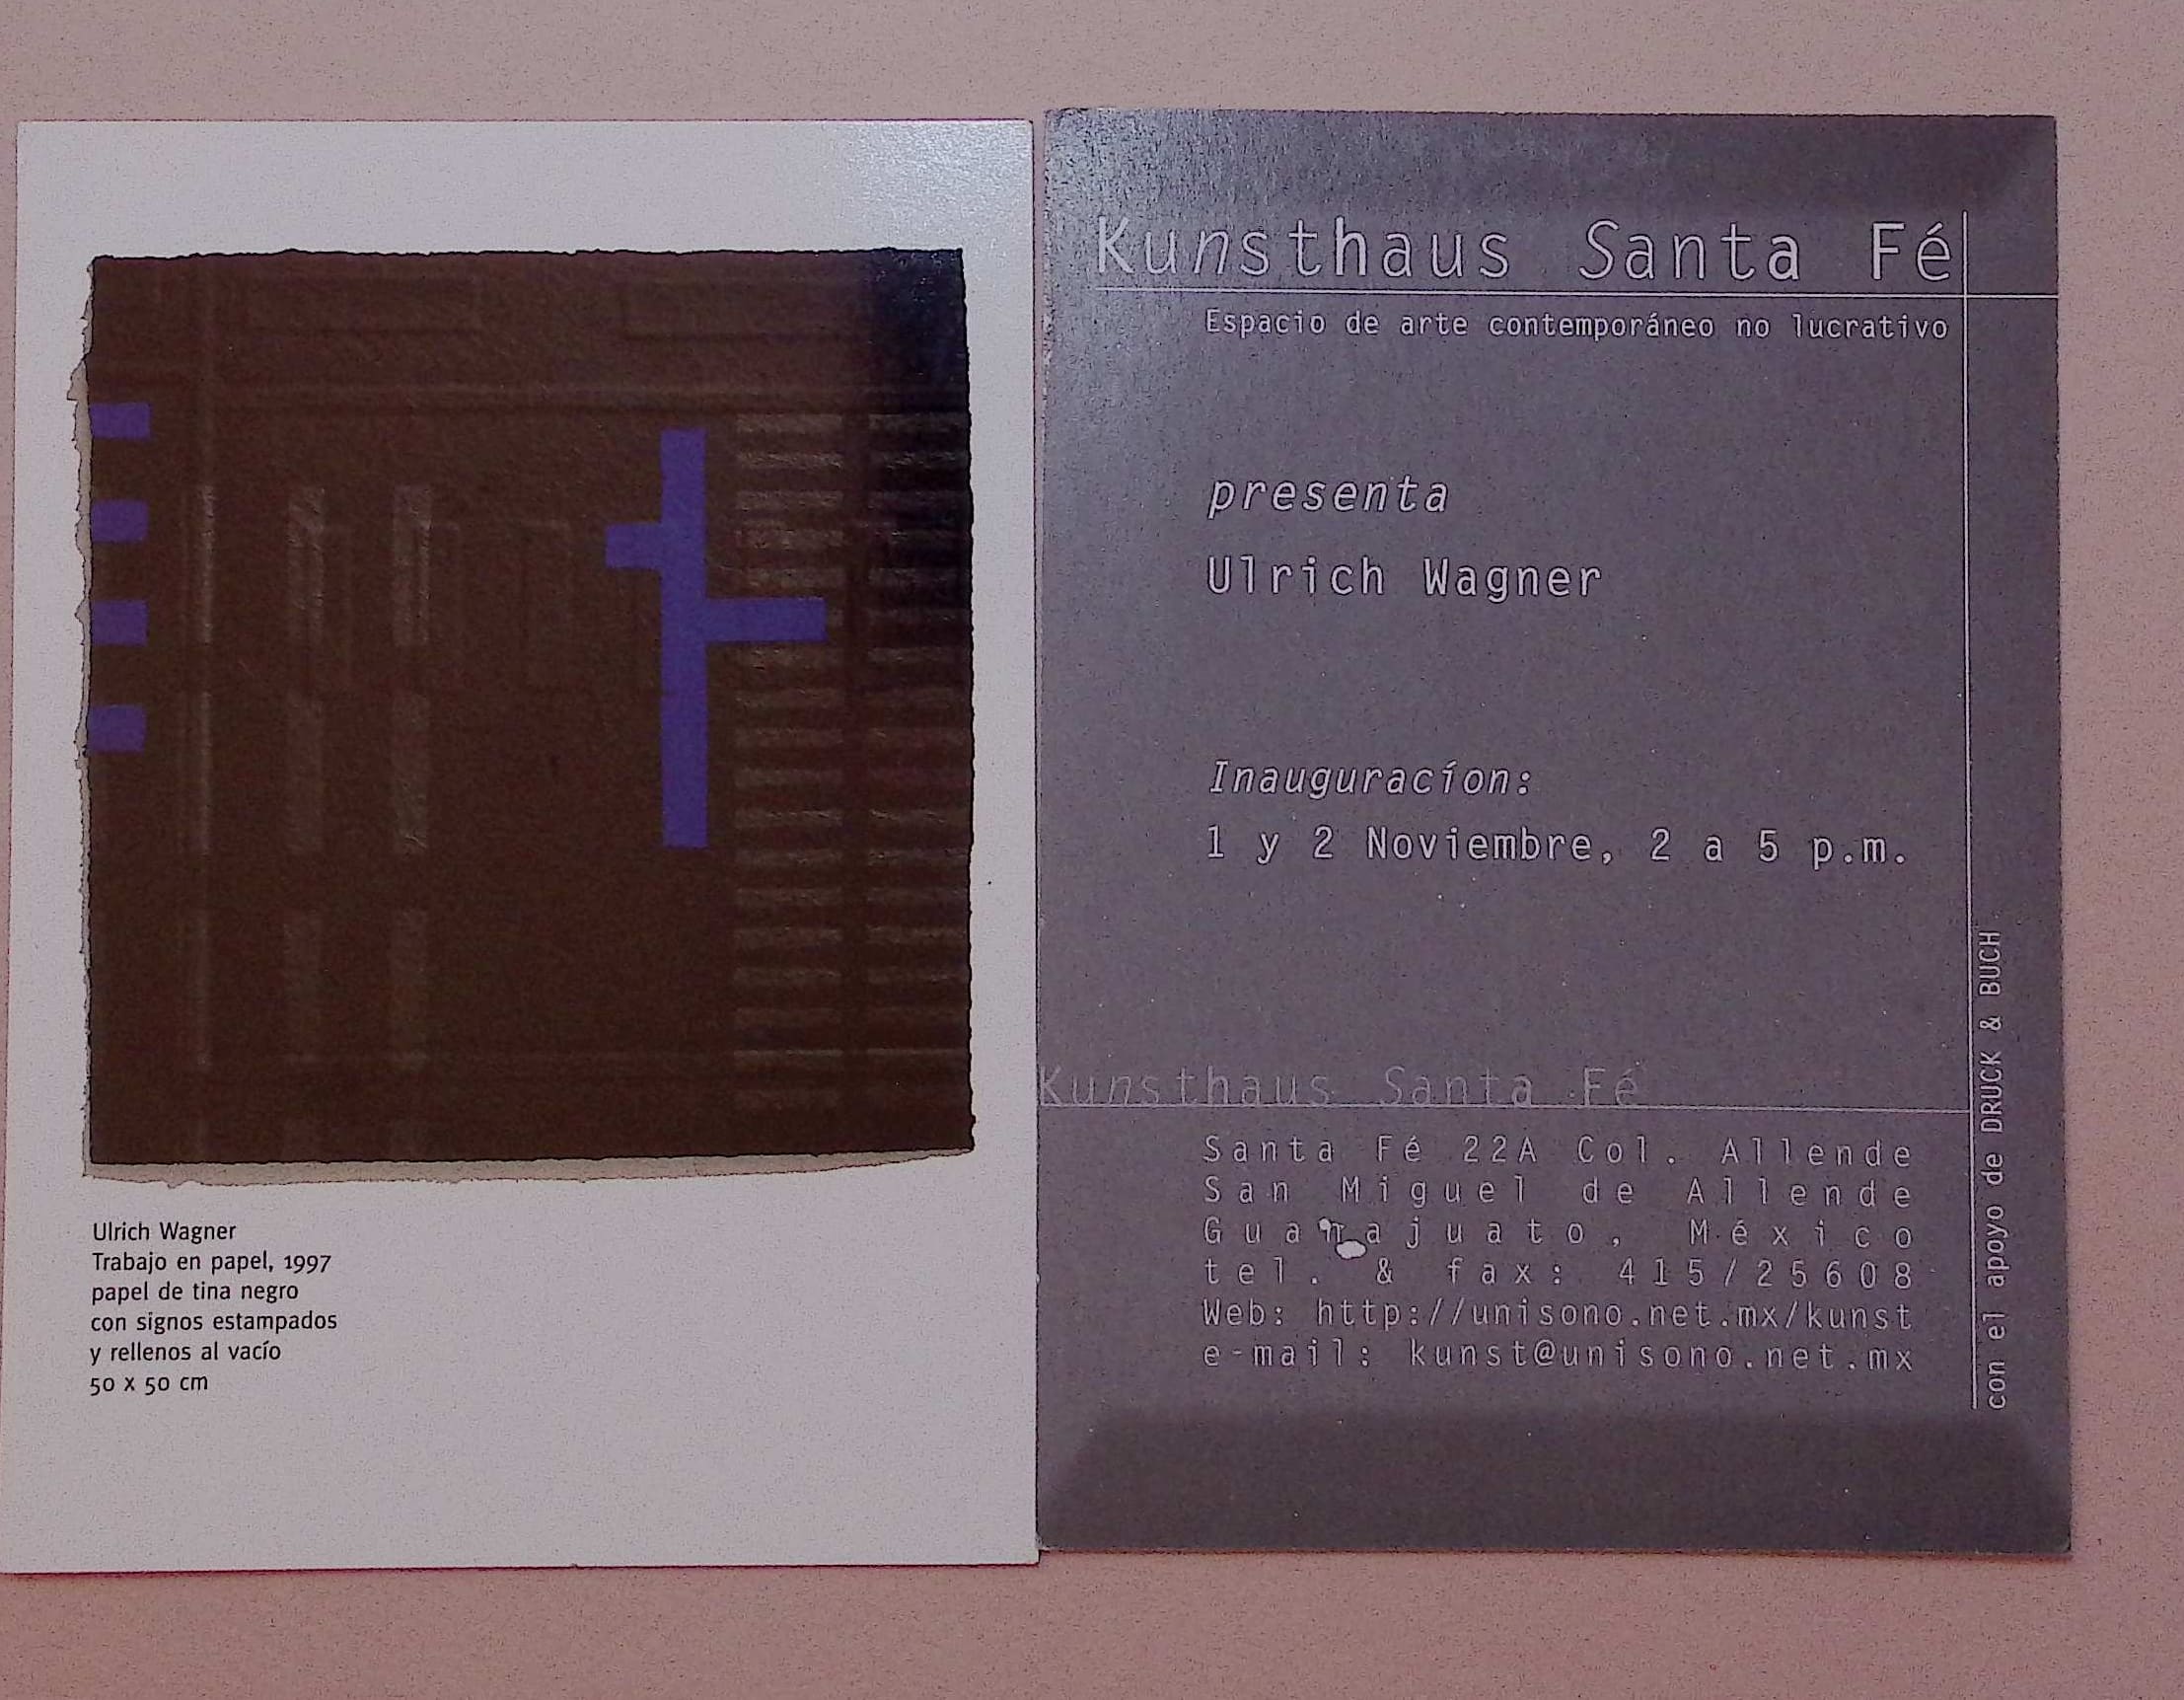 Ulrich Wagner
Trabajo en papel, 1997
papel de tina negro
con signos estampados
y rellenos al vacío
50 x 50 cm
Kunsthaus Santa Fé
Espacio de arte contemporáneo no lucrativo
presenta
Ulrich Wagner
Inauguracíon:
1 y 2 Noviembre, 2 a 5 p.m.
Kunsthaus Santa Fé
Santa Fé 22A Col. Allende
San Miguel de Allende
Guanajuato, México
tel. & fax: 415/25608
Web: http://unisono.net.mx/kunst
e-mail: kunst@unisono.net.mx
con el apoyo de DRUCK & BUCH